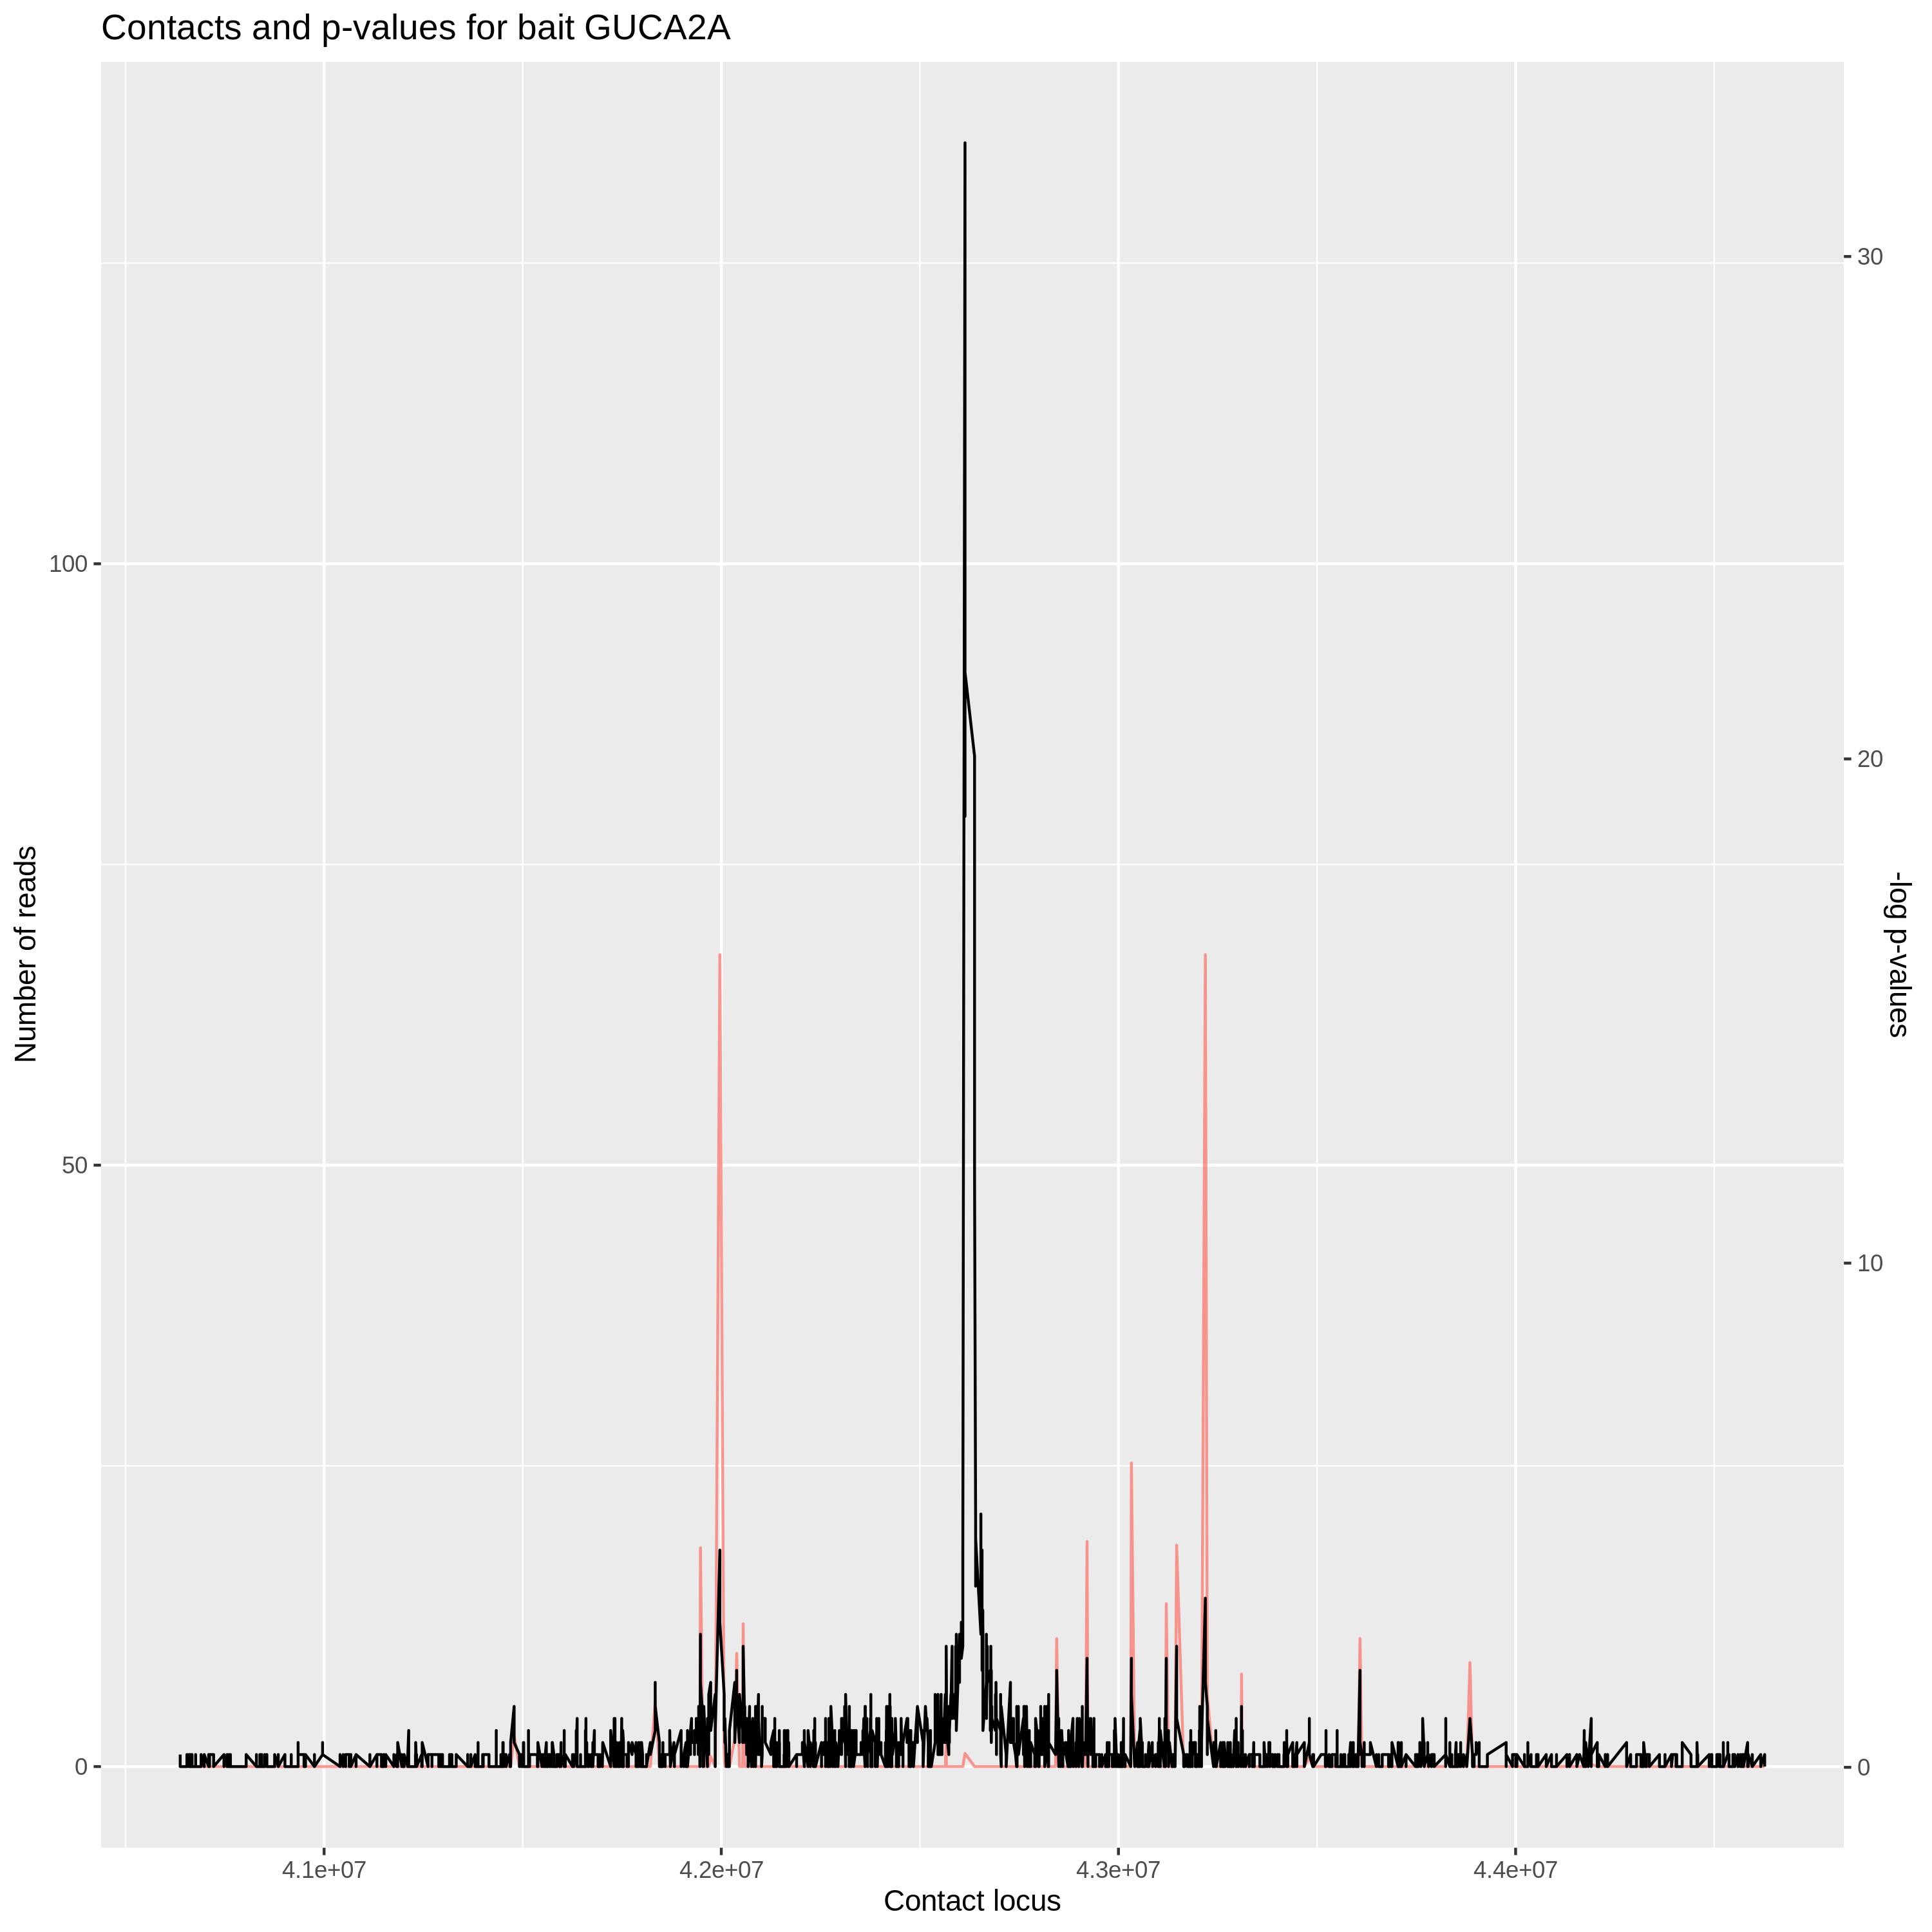 Contacts and p-values for bait GUCA2A
Number of reads
100
50
0
30
20
10
0
-log p-values
4.1e+07
4.2e+07
4.3e+07
4.4e+07
Contact locus